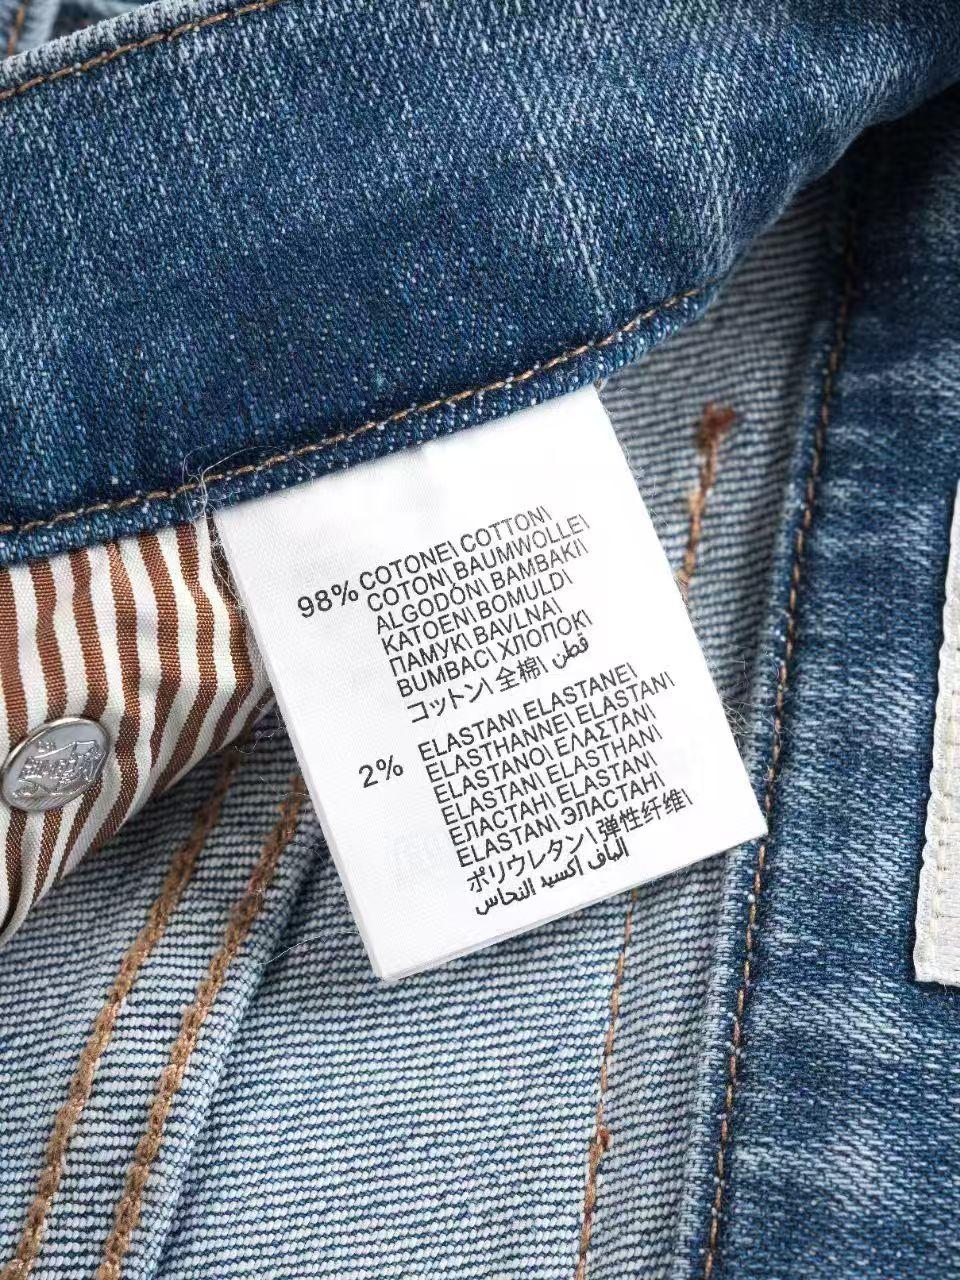 98% COTONE\ COTTON\
COTON\ BAUMWOLLE\
ALGODÓN\ BAMBAKI\
KATOEN\ BOMULD\
ПАМУК\ BAVLNA\
BUMBAC\ ХЛОПОК\
コットン\ 全棉\ قطن
2% ELASTAN\ ELASTANE\
ELASTHANNE\ ELASTAN\
ELASTANO\ ΕΛΑΣΤΑΝ\
ELASTAN\ ELASTHAN\
ЕЛАСТАН\ ELASTAN\
ELASTAN\ ЭЛАСТАН\
ポリウレタン\ 弹性纤维\
الياف اكسيد النحاس